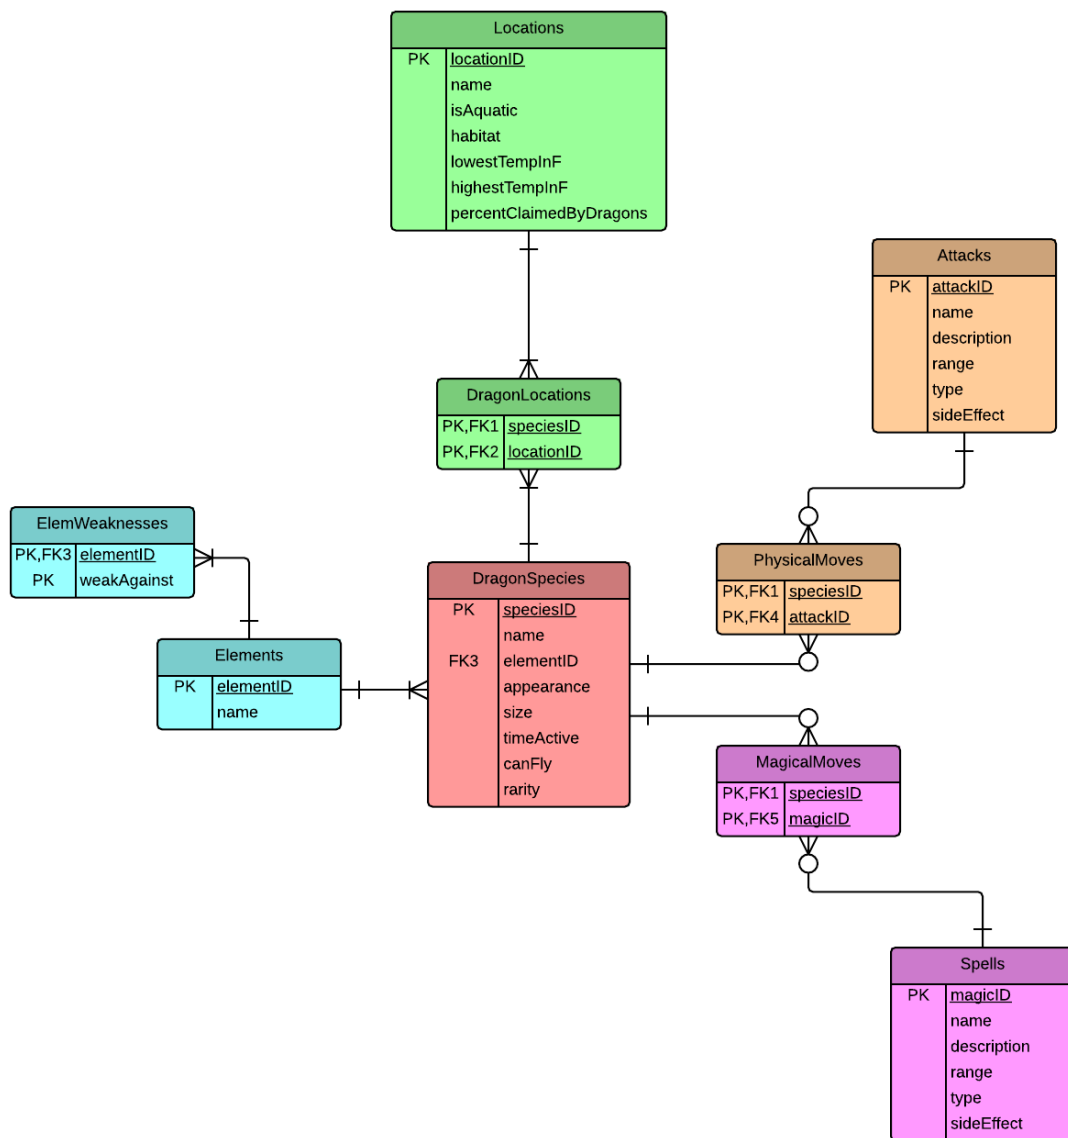 Locations
PK locationID
name
isAquatic
habitat
lowestTempInF
highestTempInF
percentClaimedByDragons
Attacks
PK attackID
name
description
range
type
sideEffect
DragonLocations
PK,FK1 speciesID
PK,FK2 locationID
ElemWeaknesses
PK,FK3 elementID
PK weakAgainst
DragonSpecies
PK speciesID
name
FK3 elementID
appearance
size
timeActive
canFly
rarity
PhysicalMoves
PK,FK1 speciesID
PK,FK4 attackID
Elements
PK elementID
name
MagicalMoves
PK,FK1 speciesID
PK,FK5 magicID
Spells
PK magicID
name
description
range
type
sideEffect